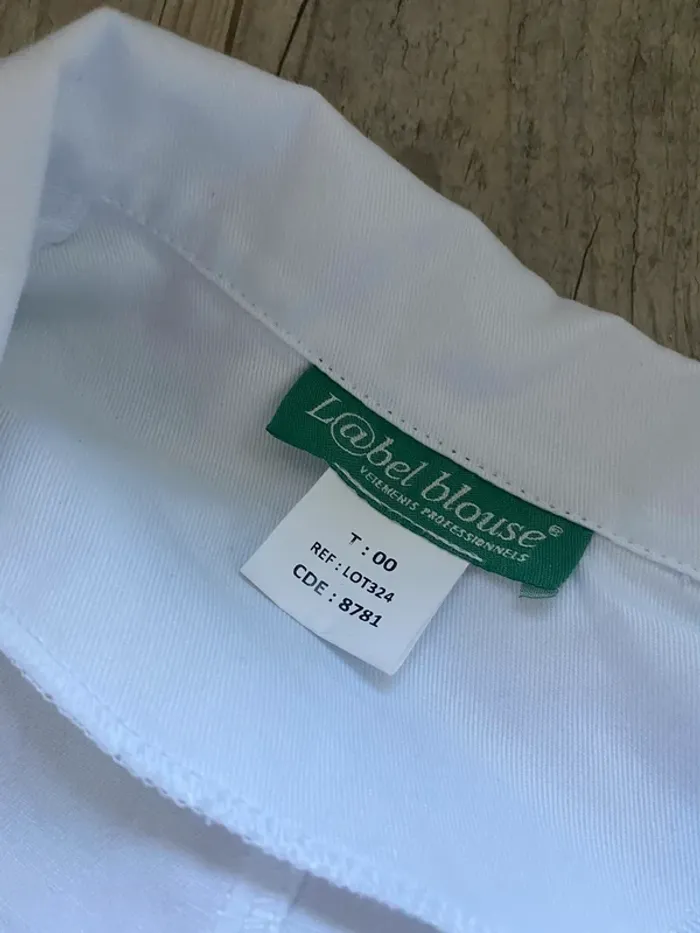 L@bel blouse®
VETEMENTS PROFESSIONNELS
T : 00
REF : LOT324
CDE : 8781